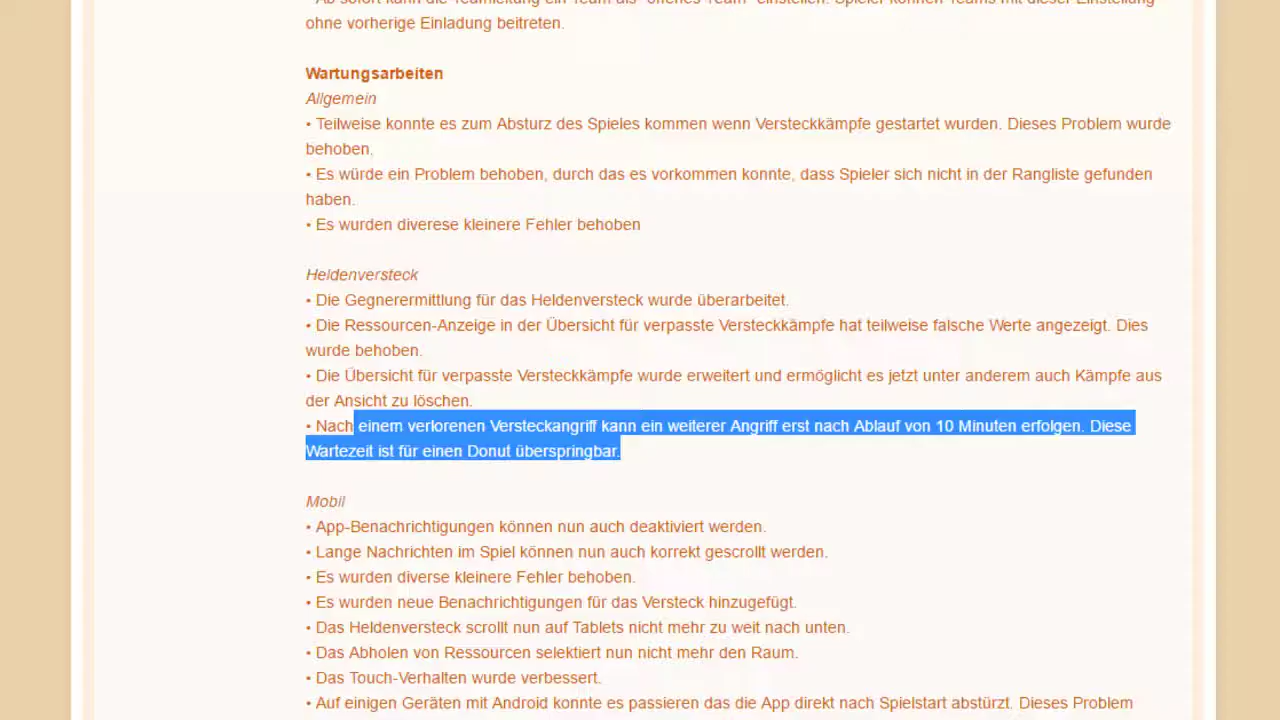 ohne vorherige Einladung beitreten.
Wartungsarbeiten
Allgemein
• Teilweise konnte es zum Absturz des Spieles kommen wenn Versteckkämpfe gestartet wurden. Dieses Problem wurde
behoben.
• Es würde ein Problem behoben, durch das es vorkommen konnte, dass Spieler sich nicht in der Rangliste gefunden
haben.
• Es wurden diverese kleinere Fehler behoben
Heldenversteck
• Die Gegnerermittlung für das Heldenversteck wurde überarbeitet.
• Die Ressourcen-Anzeige in der Übersicht für verpasste Versteckkämpfe hat teilweise falsche Werte angezeigt. Dies
wurde behoben.
• Die Übersicht für verpasste Versteckkämpfe wurde erweitert und ermöglicht es jetzt unter anderem auch Kämpfe aus
der Ansicht zu löschen.
• Nach einem verlorenen Versteckangriff kann ein weiterer Angriff erst nach Ablauf von 10 Minuten erfolgen. Diese
Wartezeit ist für einen Donut überspringbar.
Mobil
• App-Benachrichtigungen können nun auch deaktiviert werden.
• Lange Nachrichten im Spiel können nun auch korrekt gescrollt werden.
• Es wurden diverse kleinere Fehler behoben.
• Es wurden neue Benachrichtigungen für das Versteck hinzugefügt.
• Das Heldenversteck scrollt nun auf Tablets nicht mehr zu weit nach unten.
• Das Abholen von Ressourcen selektiert nun nicht mehr den Raum.
• Das Touch-Verhalten wurde verbessert.
• Auf einigen Geräten mit Android konnte es passieren das die App direkt nach Spielstart abstürzt. Dieses Problem